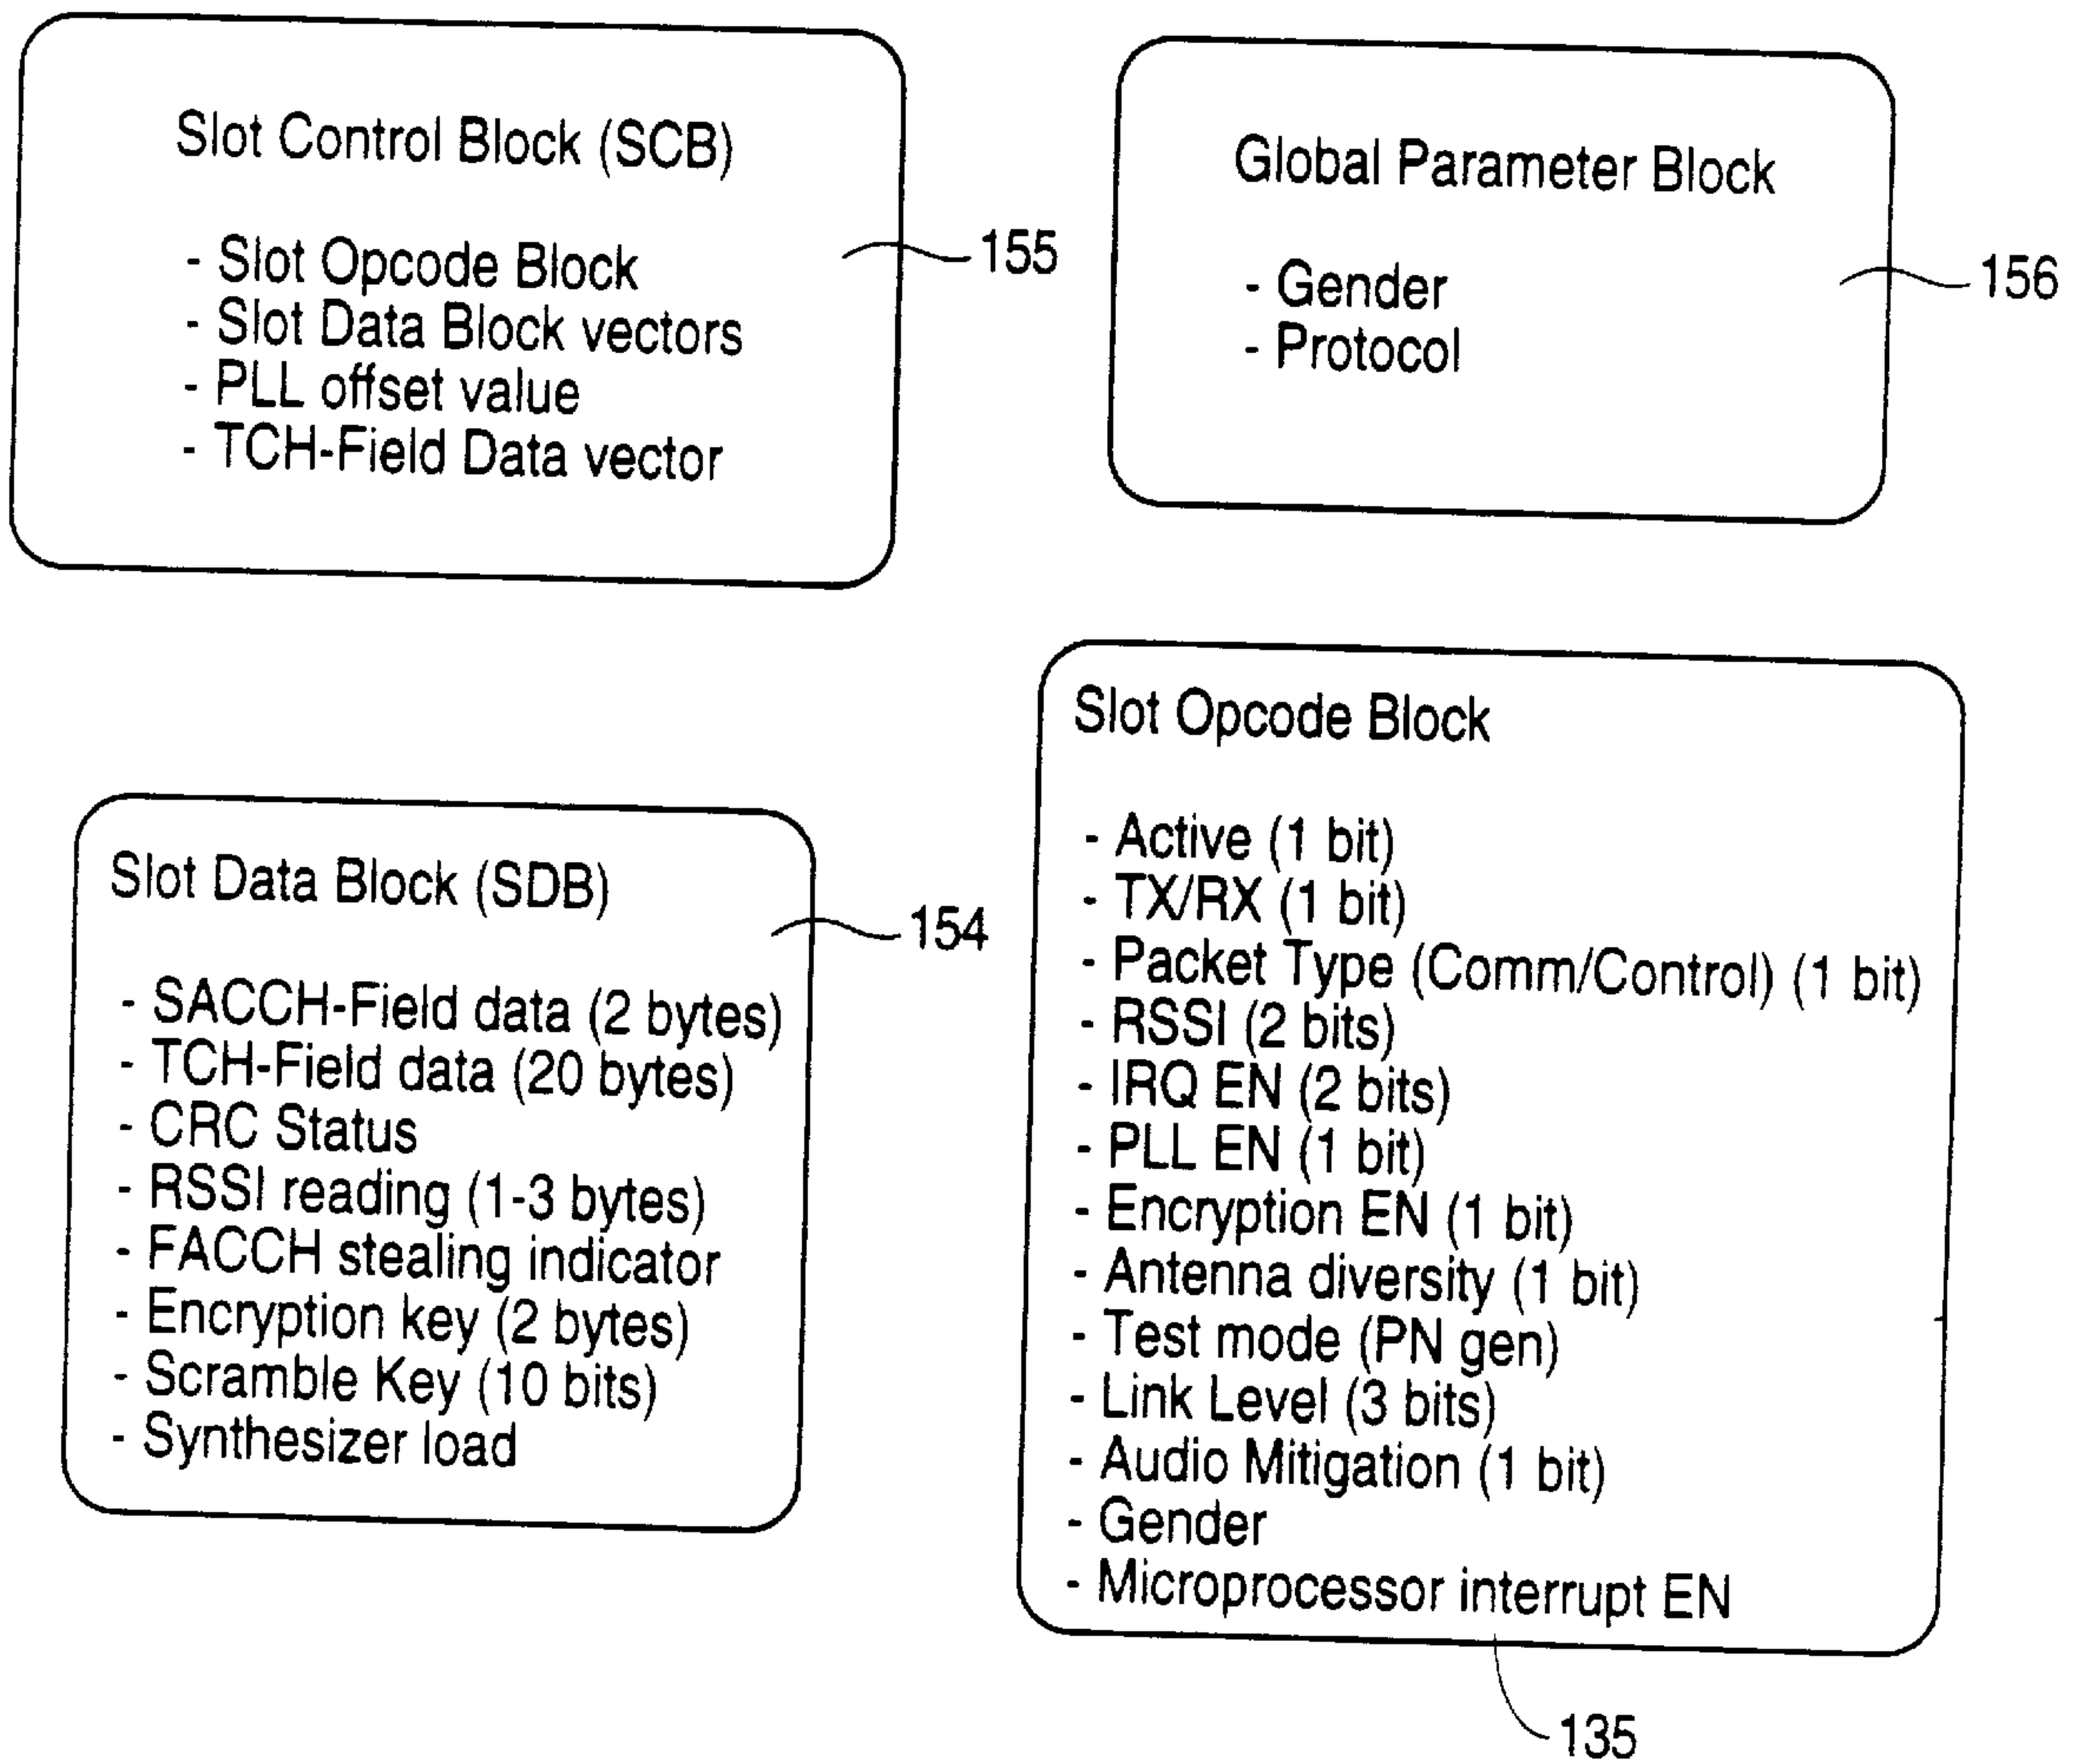 Slot Control Block (SCB)
- Slot Opcode Block
- Slot Data Block vectors
- PLL offset value
- TCH-Field Data vector
155
Global Parameter Block
- Gender
- Protocol
156
Slot Data Block (SDB)
- SACCH-Field data (2 bytes)
- TCH-Field data (20 bytes)
- CRC Status
- RSSI reading (1-3 bytes)
- FACCH stealing indicator
- Encryption key (2 bytes)
- Scramble Key (10 bits)
- Synthesizer load
154
Slot Opcode Block
- Active (1 bit)
- TX/RX (1 bit)
- Packet Type (Comm/Control) (1 bit)
- RSSI (2 bits)
- IRQ EN (2 bits)
- PLL EN (1 bit)
- Encryption EN (1 bit)
- Antenna diversity (1 bit)
- Test mode (PN gen)
- Link Level (3 bits)
- Audio Mitigation (1 bit)
- Gender
- Microprocessor interrupt EN
135